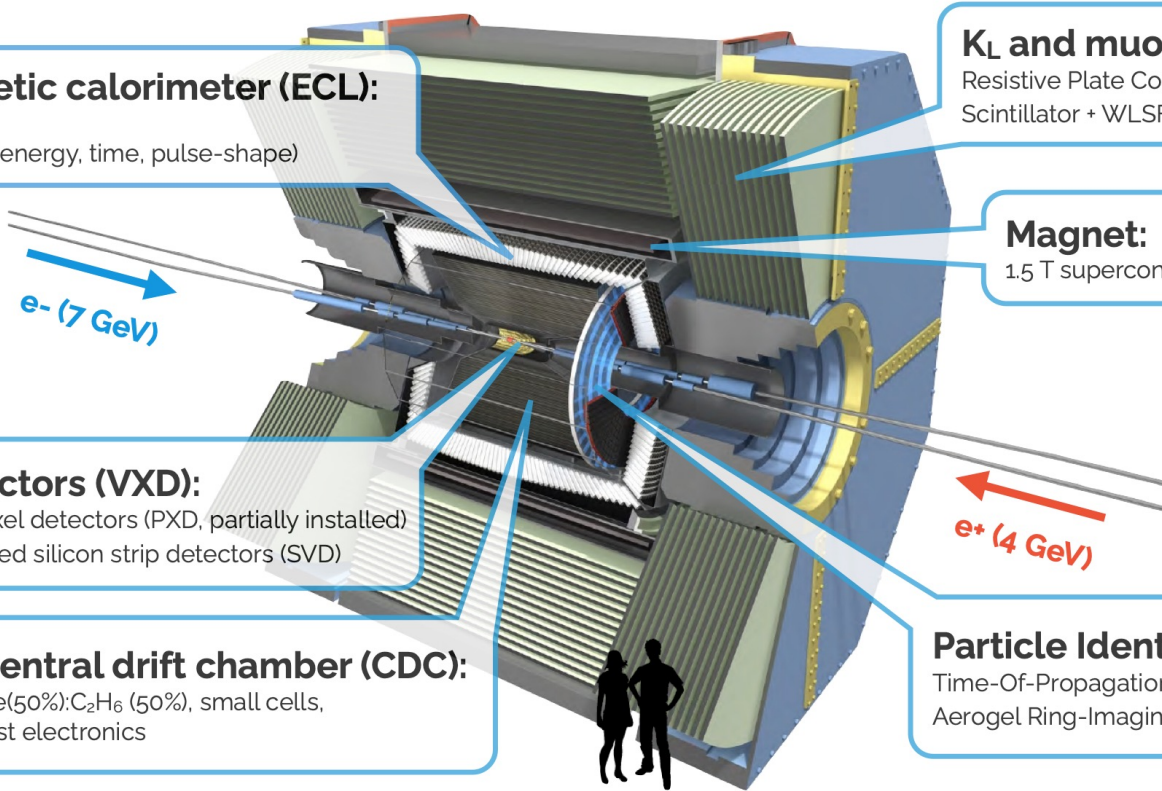 etic calorimeter (ECL):
energy, time, pulse-shape)
KL and muo
Resistive Plate Co
Scintillator + WLSF
Magnet:
1.5 T supercon
e- (7 GeV)
ctors (VXD):
xel detectors (PXD, partially installed)
ed silicon strip detectors (SVD)
e+ (4 GeV)
entral drift chamber (CDC):
e(50%):C₂H₆ (50%), small cells,
st electronics
Particle Ident
Time-Of-Propagation
Aerogel Ring-Imagin